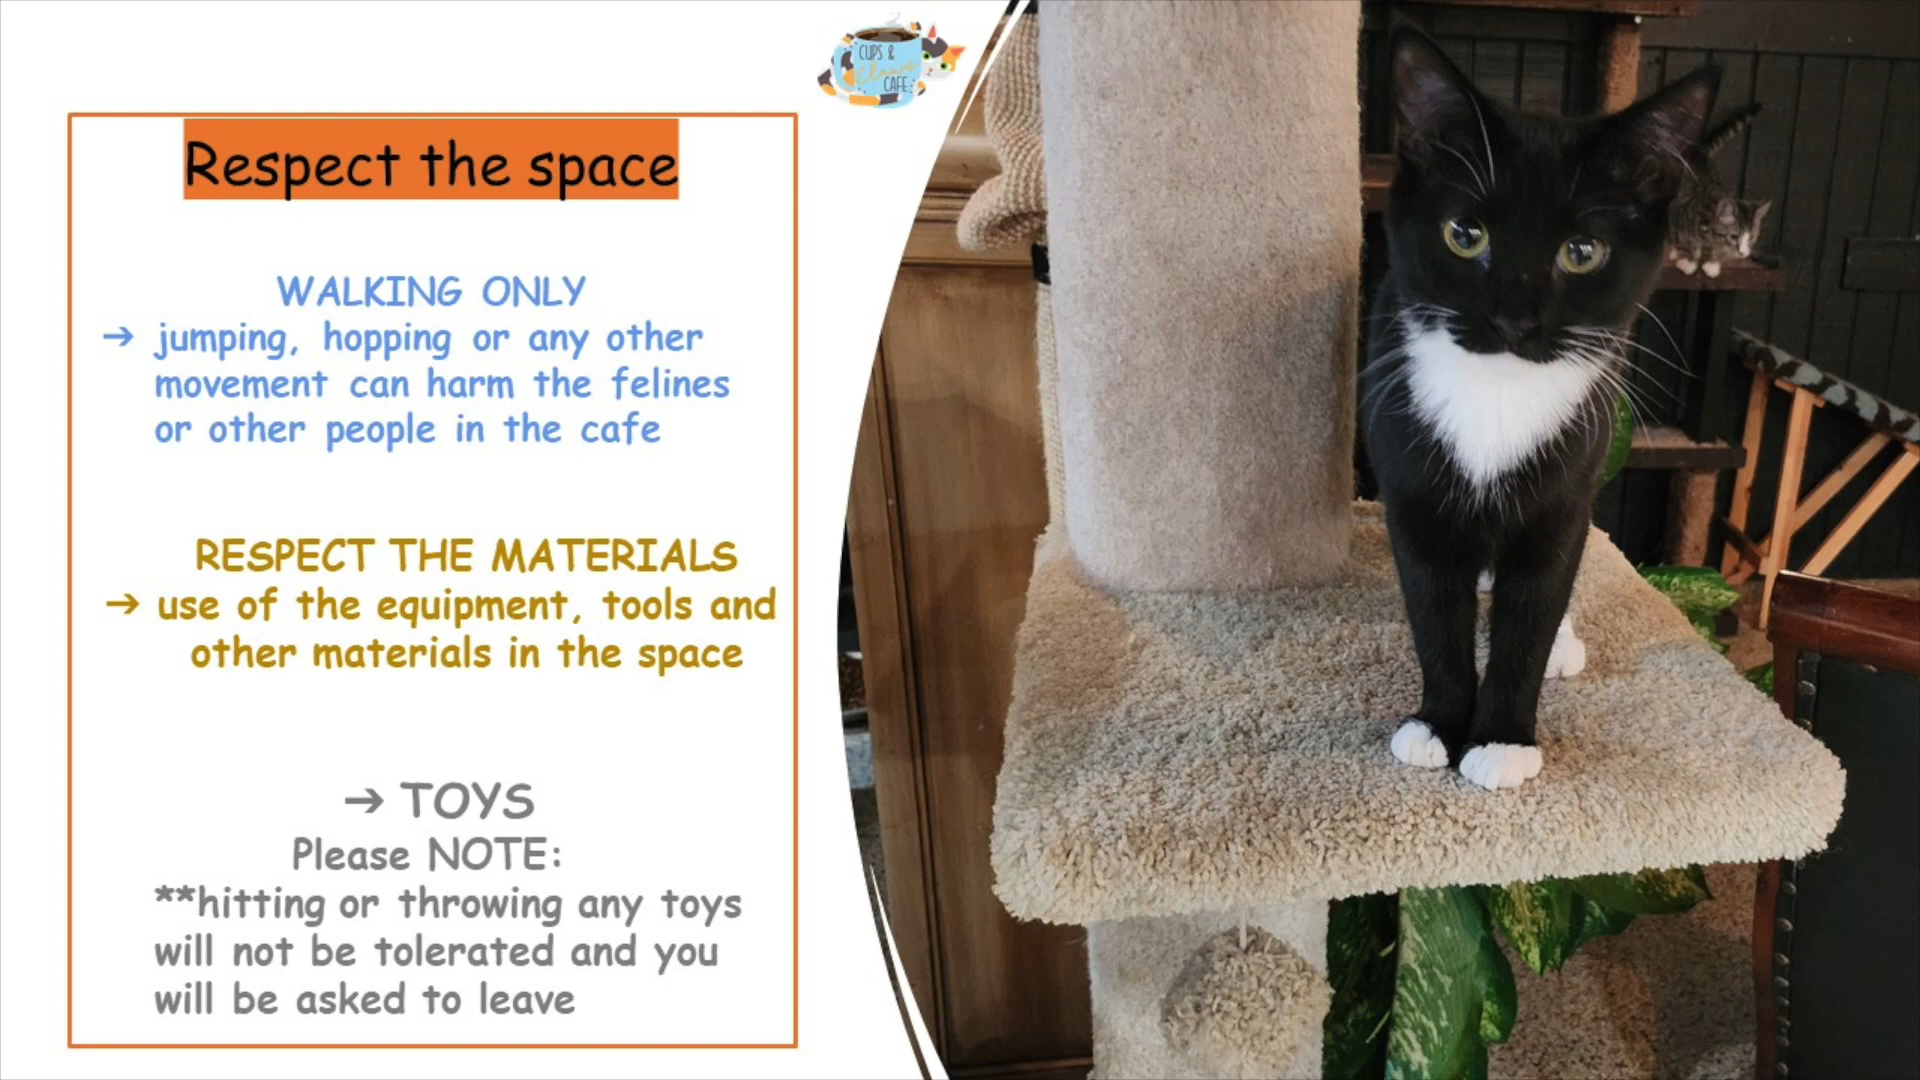 CUPS &
Claws
CAFE
Respect the space
WALKING ONLY
→ jumping, hopping or any other
movement can harm the felines
or other people in the cafe
RESPECT THE MATERIALS
→ use of the equipment, tools and
other materials in the space
→ TOYS
Please NOTE:
**hitting or throwing any toys
will not be tolerated and you
will be asked to leave